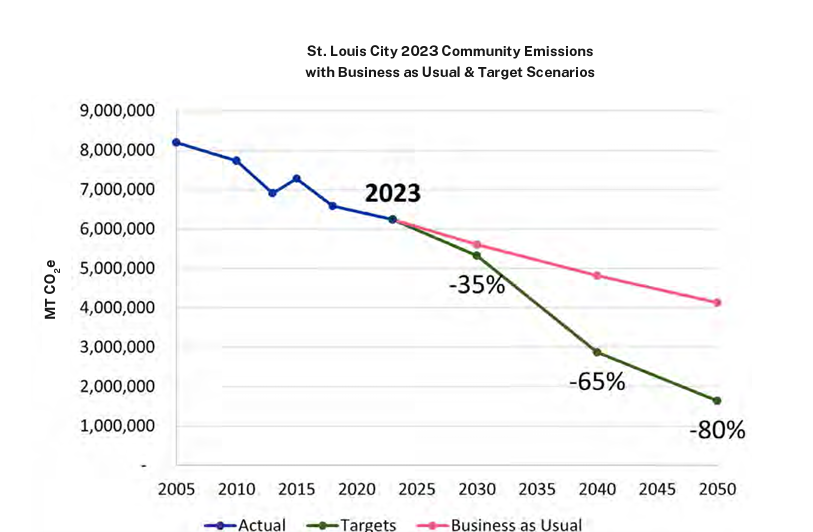 St. Louis City 2023 Community Emissions
with Business as Usual & Target Scenarios
9,000,000
8,000,000
7,000,000
6,000,000
5,000,000
4,000,000
3,000,000
2,000,000
1,000,000
-
MT CO₂e
2023
-35%
-65%
-80%
2005 2010 2015 2020 2025 2030 2035 2040 2045 2050
Actual Targets Business as Usual